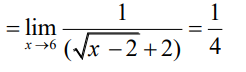 = lim_{x→6} 1/(√(x − 2) + 2) = 1/4